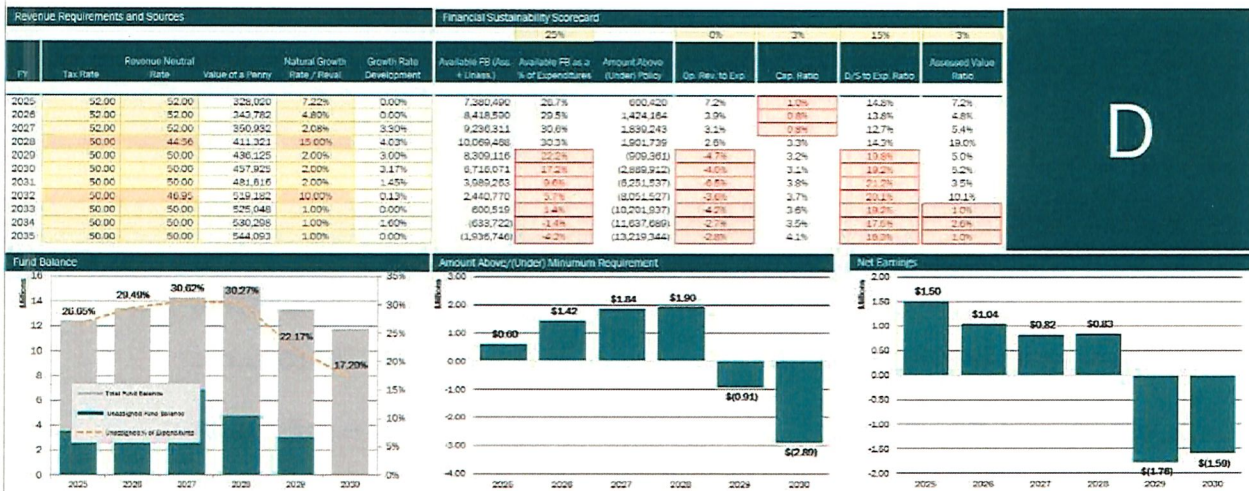 Revenue Requirements and Sources
Financial Sustainability Scorecard
25% 0% 3% 15% 3%
FY Tax Rate Revenue Neutral Rate Value of a Penny Natural Growth Rate / Reval Growth Rate Development Available FB (Ass. + Unass.) Available FB as a % of Expenditures Amount Above (Under) Policy Op. Rev. to Exp Cap. Ratio D/S to Exp. Ratio Assessed Value Ratio
2025 52.00 52.00 328,020 7.22% 0.00% 7,380,490 26.7% 600,420 7.2% 1.0% 14.8% 7.2%
2026 52.00 52.00 343,782 4.80% 0.00% 8,418,590 29.5% 1,424,164 3.9% 0.8% 13.8% 4.8%
2027 52.00 52.00 350,932 2.08% 3.30% 9,236,311 30.6% 1,839,243 3.1% 0.8% 12.7% 5.4%
2028 50.00 44.56 411,321 15.00% 4.03% 10,069,488 30.3% 1,901,739 2.6% 3.3% 14.3% 19.0%
2029 50.00 50.00 436,125 2.00% 3.00% 8,309,116 22.2% (909,361) -4.7% 3.2% 19.8% 5.0%
2030 50.00 50.00 457,925 2.00% 3.17% 6,716,071 17.2% (2,889,912) -4.0% 3.1% 19.2% 5.2%
2031 50.00 50.00 481,616 2.00% 1.45% 3,989,263 9.6% (6,251,537) -6.5% 3.8% 21.2% 3.5%
2032 50.00 46.95 519,182 10.00% 0.13% 2,440,770 5.7% (8,051,527) -3.6% 3.7% 20.1% 10.1%
2033 50.00 50.00 525,048 1.00% 0.00% 600,519 1.4% (10,201,937) -4.2% 3.6% 19.2% 1.0%
2034 50.00 50.00 530,298 1.00% 1.60% (633,722) -1.4% (11,637,689) -2.7% 3.5% 17.6% 2.6%
2035 50.00 50.00 544,093 1.00% 0.00% (1,936,746) -4.2% (13,219,344) -2.8% 4.1% 16.3% 1.0%
D
Fund Balance
Millions
16 14 12 10 8 6 4 2 0
26.65% 29.49% 30.62% 30.27% 22.17% 17.20%
35% 30% 25% 20% 15% 10% 5% 0%
Total Fund Balance
Unassigned Fund Balance
Unassigned % of Expenditures
2025 2026 2027 2028 2029 2030
Amount Above/(Under) Minumum Requirement
Millions
3.00 2.00 1.00 0.00 -1.00 -2.00 -3.00 -4.00
$0.60 $1.42 $1.84 $1.90 $(0.91) $(2.89)
2025 2026 2027 2028 2029 2030
Net Earnings
Millions
2.00 1.50 1.00 0.50 0.00 -0.50 -1.00 -1.50 -2.00
$1.50 $1.04 $0.82 $0.83 $(1.76) $(1.59)
2025 2026 2027 2028 2029 2030